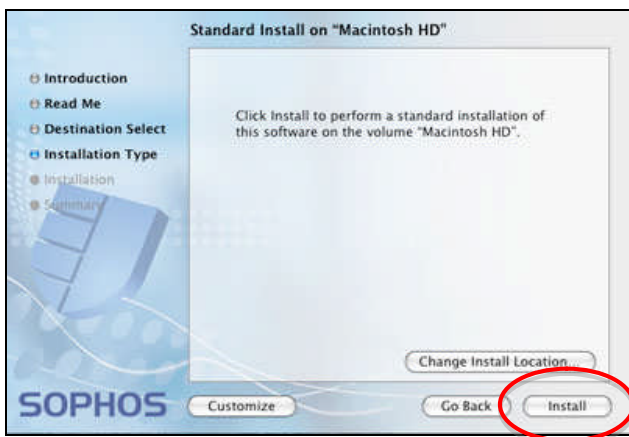 Standard Install on "Macintosh HD"
Introduction
Read Me
Destination Select
Installation Type
Installation
Summary
Click Install to perform a standard installation of
this software on the volume "Macintosh HD".
Change Install Location...
SOPHOS
Customize
Go Back
Install